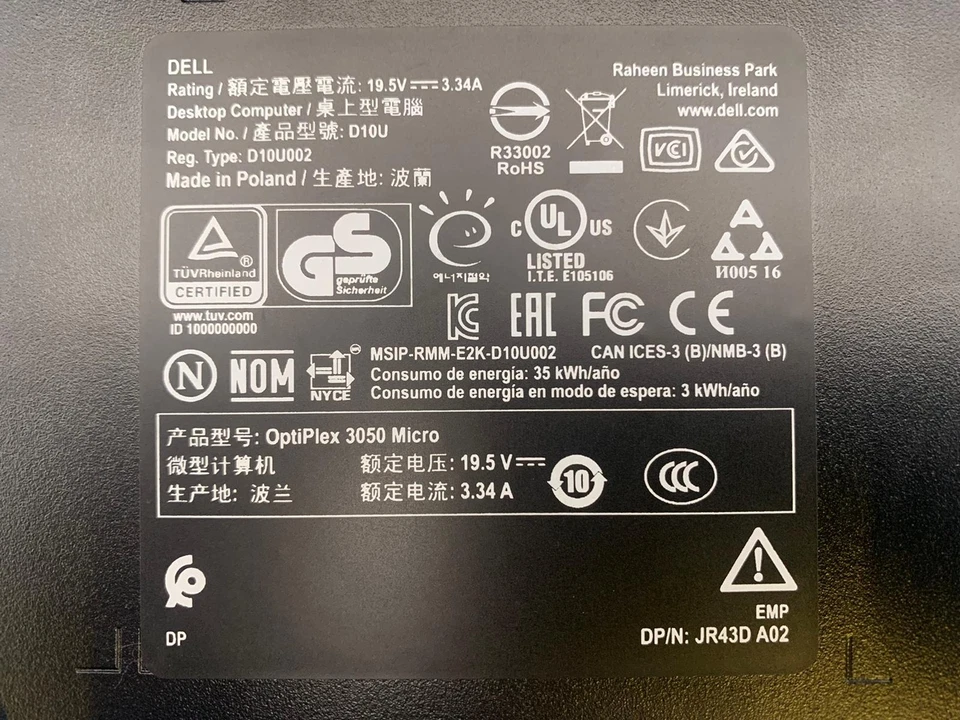 DELL
Rating / 額定電壓電流: 19.5V⎓3.34A
Desktop Computer / 桌上型電腦
Model No. / 產品型號: D10U
Reg. Type: D10U002
Made in Poland / 生產地: 波蘭
Raheen Business Park
Limerick, Ireland
www.dell.com
R33002
RoHS
VCI
TÜVRheinland
CERTIFIED
www.tuv.com
ID 1000000000
GS
geprüfte
Sicherheit
에너지절약
C UL US
LISTED
I.T.E. E105106
И005 16
KC EAC FC CE
MSIP-RMM-E2K-D10U002 CAN ICES-3 (B)/NMB-3 (B)
N NOM NYCE
Consumo de energía: 35 kWh/año
Consumo de energía en modo de espera: 3 kWh/año
产品型号: OptiPlex 3050 Micro
微型计算机 额定电压: 19.5 V⎓
生产地: 波兰 额定电流: 3.34 A
10
CCC
DP
EMP
DP/N: JR43D A02